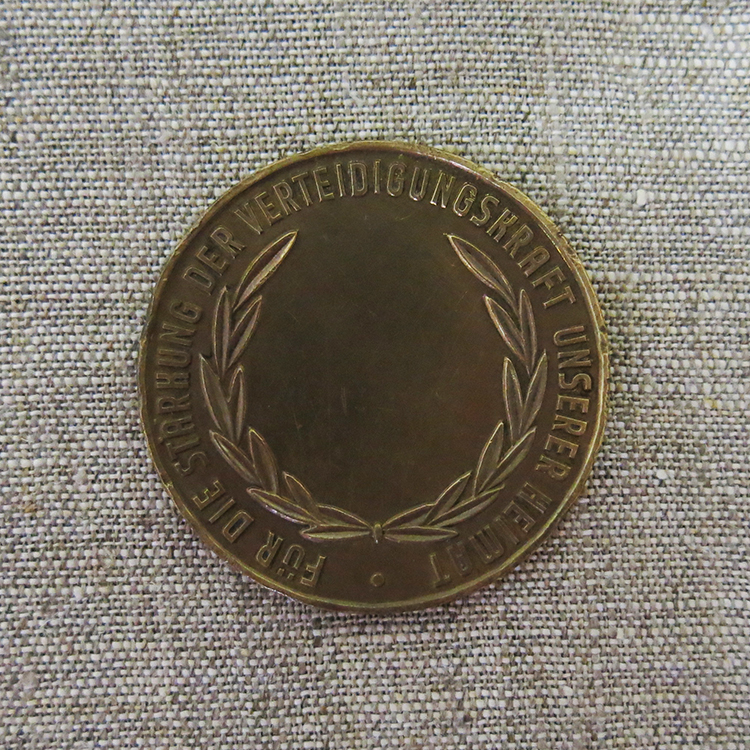 FÜR DIE STÄRKUNG DER VERTEIDIGUNGSKRAFT UNSERER HEIMAT